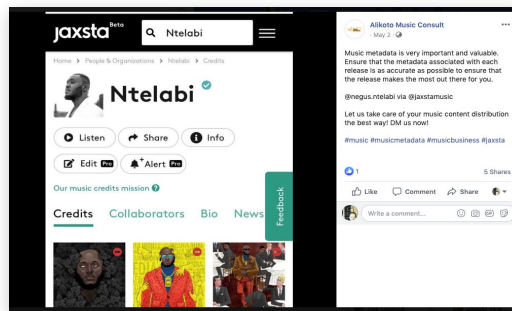 jaxsta Beta
Ntelabi
Home > People & Organizations > Ntelabi > Credits
Ntelabi
Listen
Share
Info
Edit Pro
Alert Pro
Our music credits mission
Feedback
Credits
Collaborators
Bio
News
Alikoto Music Consult
· May 2 ·
Music metadata is very important and valuable.
Ensure that the metadata associated with each
release is as accurate as possible to ensure that
the release makes the most out there for you.
@negus.ntelabi via @jaxstamusic
Let us take care of your music content distribution
the best way! DM us now!
#music #musicmetadata #musicbusiness #jaxsta
1
5 Shares
Like
Comment
Share
Write a comment...
GIF